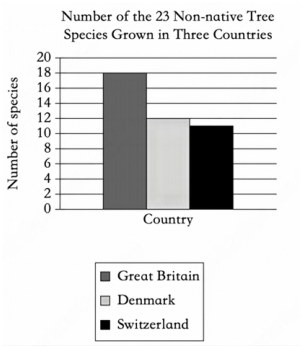 Number of the 23 Non-native Tree
Species Grown in Three Countries
Number of species
20
18
16
14
12
10
8
6
4
2
0
Country
Great Britain
Denmark
Switzerland